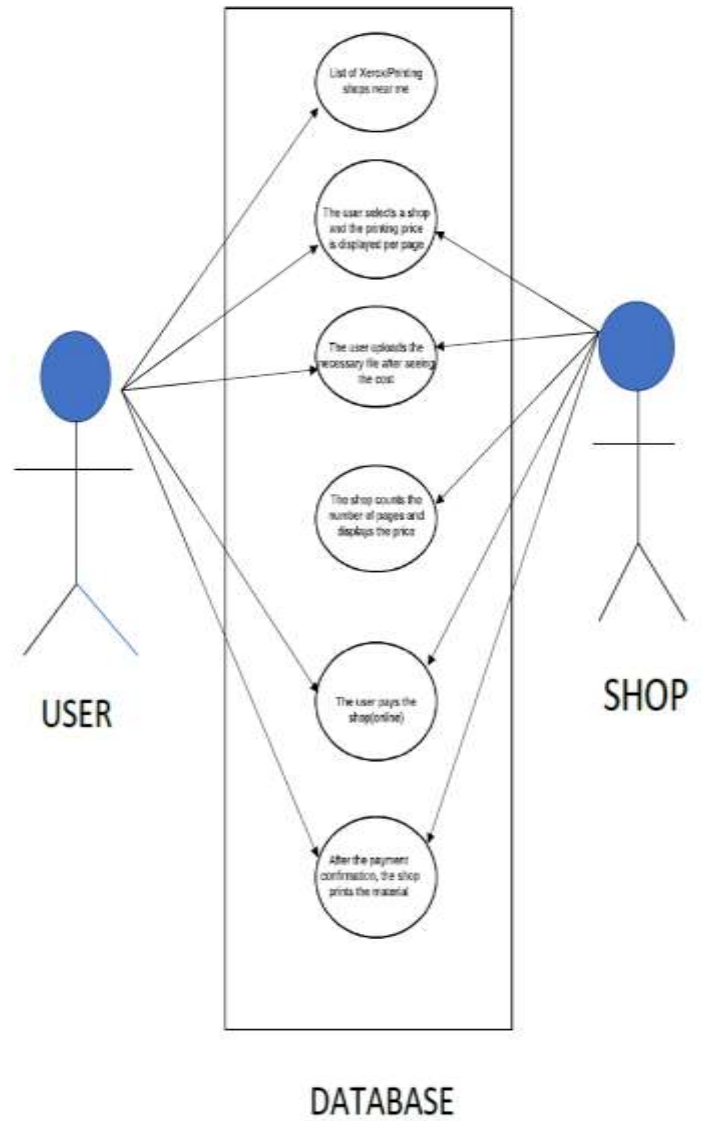 List of Xerox/Printing
shops near me
The user selects a shop
and the printing price
is displayed per page
The user uploads the
necessary file after seeing
the cost
The shop counts the
number of pages and
displays the price
The user pays the
shop(online)
After the payment
confirmation, the shop
prints the material
USER
SHOP
DATABASE